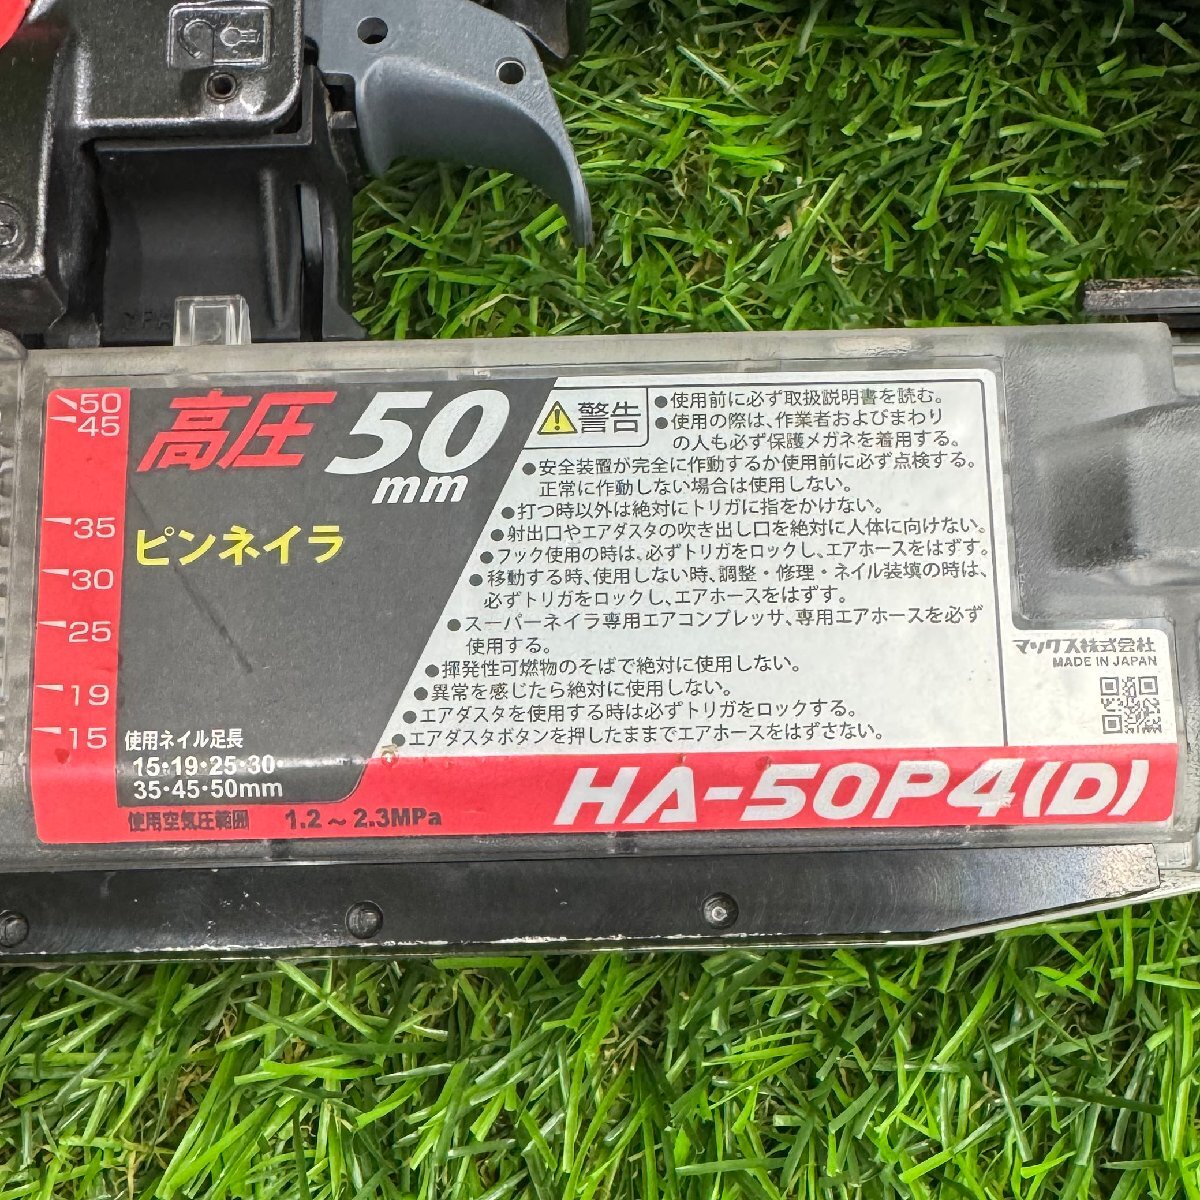 50
45
35
30
25
19
15
高圧 50
mm
ピンネイラ
使用ネイル足長
15・19・25・30・
35・45・50mm
使用空気圧範囲 1.2～2.3MPa
警告
●使用前に必ず取扱説明書を読む。
●使用の際は、作業者およびまわり
の人も必ず保護メガネを着用する。
●安全装置が完全に作動するか使用前に必ず点検する。
正常に作動しない場合は使用しない。
●打つ時以外は絶対にトリガに指をかけない。
●射出口やエアダスタの吹き出し口を絶対に人体に向けない。
●フック使用の時は、必ずトリガをロックし、エアホースをはずす。
●移動する時、使用しない時、調整・修理・ネイル装填の時は、
必ずトリガをロックし、エアホースをはずす。
●スーパーネイラ専用エアコンプレッサ、専用エアホースを必ず
使用する。
●揮発性可燃物のそばで絶対に使用しない。
●異常を感じたら絶対に使用しない。
●エアダスタを使用する時は必ずトリガをロックする。
●エアダスタボタンを押したままでエアホースをはずさない。
マックス株式会社
MADE IN JAPAN
HA-50P4(D)